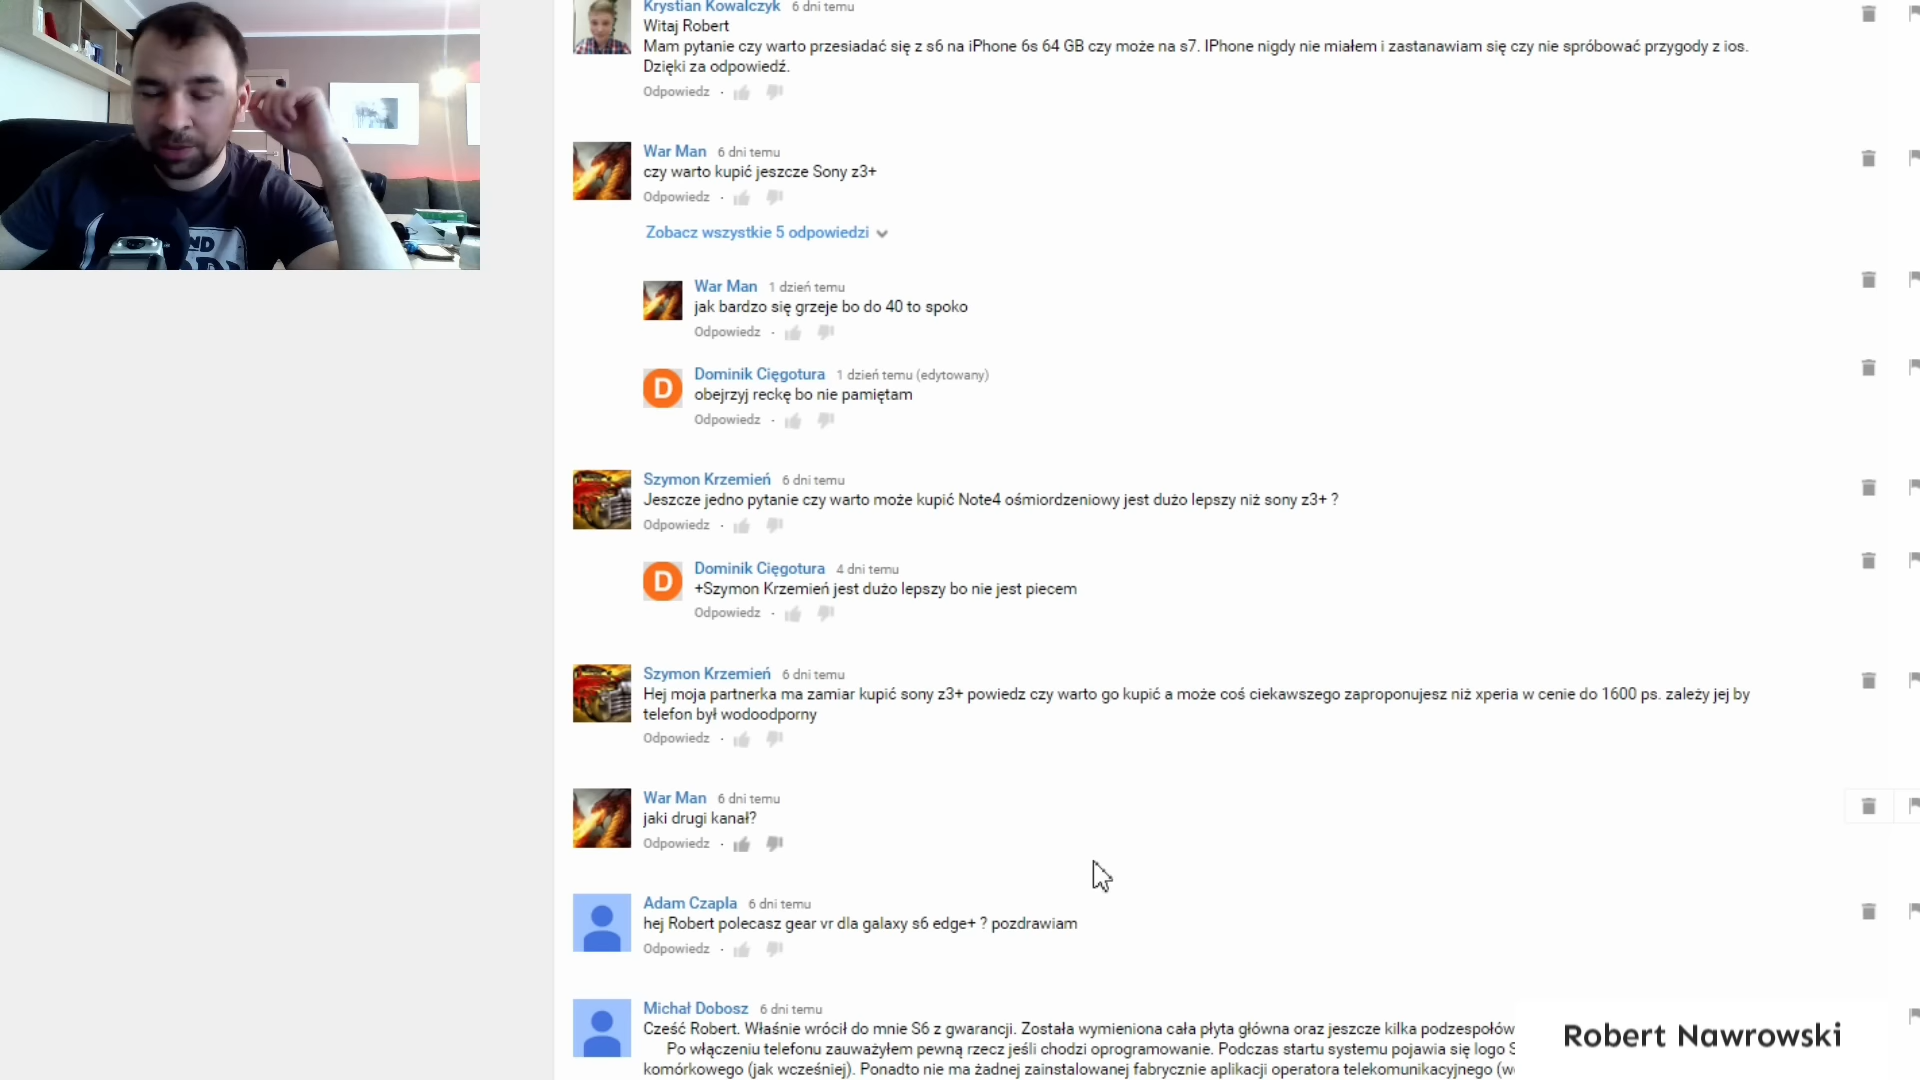 Krystian Kowalczyk 6 dni temu
Witaj Robert
Mam pytanie czy warto przesiadać się z s6 na iPhone 6s 64 GB czy może na s7. IPhone nigdy nie miałem i zastanawiam się czy nie spróbować przygody z ios.
Dzięki za odpowiedź.
Odpowiedz ·
War Man 6 dni temu
czy warto kupić jeszcze Sony z3+
Odpowiedz ·
Zobacz wszystkie 5 odpowiedzi
War Man 1 dzień temu
jak bardzo się grzeje bo do 40 to spoko
Odpowiedz ·
D
Dominik Cięgotura 1 dzień temu (edytowany)
obejrzyj reckę bo nie pamiętam
Odpowiedz ·
Szymon Krzemień 6 dni temu
Jeszcze jedno pytanie czy warto może kupić Note4 ośmiordzeniowy jest dużo lepszy niż sony z3+ ?
Odpowiedz ·
D
Dominik Cięgotura 4 dni temu
+Szymon Krzemień jest dużo lepszy bo nie jest piecem
Odpowiedz ·
Szymon Krzemień 6 dni temu
Hej moja partnerka ma zamiar kupić sony z3+ powiedz czy warto go kupić a może coś ciekawszego zaproponujesz niż xperia w cenie do 1600 ps. zależy jej by
telefon był wodoodporny
Odpowiedz ·
War Man 6 dni temu
jaki drugi kanał?
Odpowiedz ·
Adam Czapla 6 dni temu
hej Robert polecasz gear vr dla galaxy s6 edge+ ? pozdrawiam
Odpowiedz ·
Michał Dobosz 6 dni temu
Cześć Robert. Właśnie wrócił do mnie S6 z gwarancji. Została wymieniona cała płyta główna oraz jeszcze kilka podzespołów
Po włączeniu telefonu zauważyłem pewną rzecz jeśli chodzi oprogramowanie. Podczas startu systemu pojawia się logo S
komórkowego (jak wcześniej). Ponadto nie ma żadnej zainstalowanej fabrycznie aplikacji operatora telekomunikacyjnego (w
Robert Nawrowski